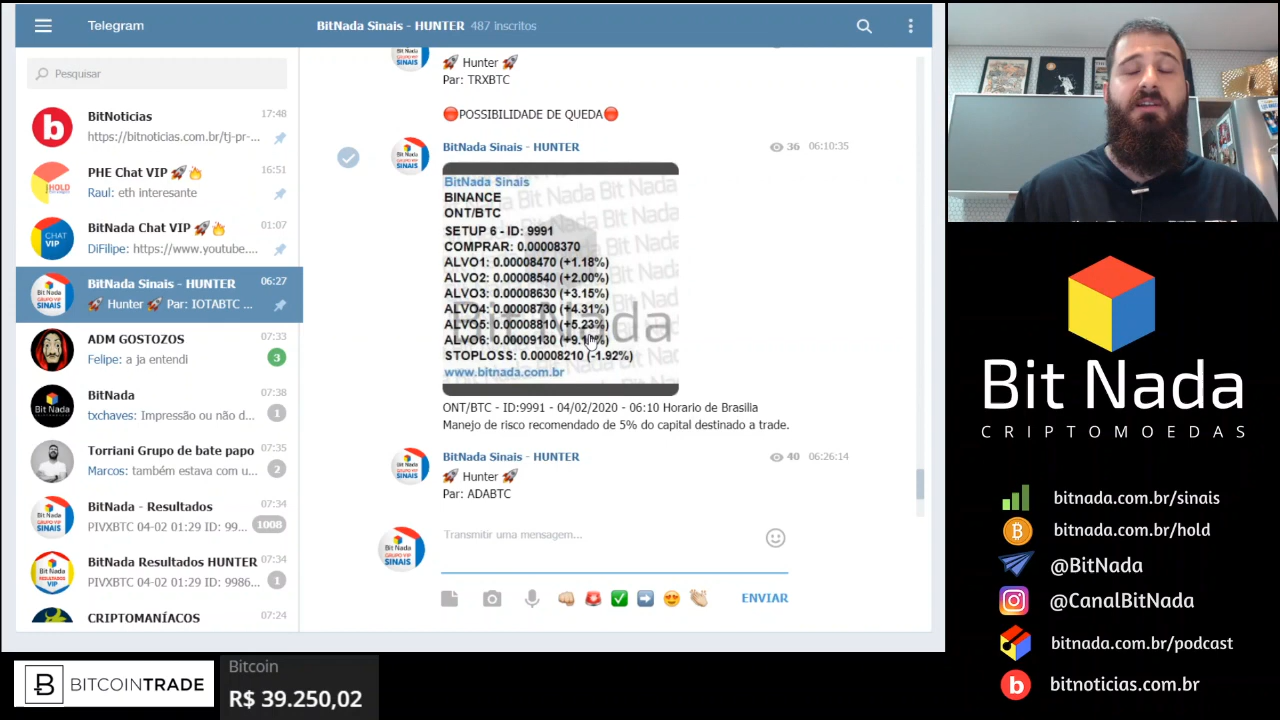 Telegram
BitNada Sinais - HUNTER 487 inscritos
Pesquisar
BitNoticias 17:48
https://bitnoticias.com.br/tj-pr-...
PHE Chat VIP 🚀🔥 16:51
Raul: eth interesante
BitNada Chat VIP 🚀🔥 01:07
DiFilipe: https://www.youtube....
BitNada Sinais - HUNTER 06:27
🚀 Hunter 🚀 Par: IOTABTC ...
ADM GOSTOZOS 07:33
Felipe: a ja entendi 3
BitNada 07:38
txchaves: Impressão ou não d... 1
Torriani Grupo de bate papo 07:35
Marcos: também estava com u... 2
BitNada - Resultados 07:34
PIVXBTC 04-02 01:29 ID: 99... 1008
BitNada Resultados HUNTER 07:34
PIVXBTC 04-02 01:29 ID: 9986... 1
CRIPTOMANÍACOS 07:24
🚀 Hunter 🚀
Par: TRXBTC
🔴POSSIBILIDADE DE QUEDA🔴
BitNada Sinais - HUNTER 36 06:10:35
BitNada Sinais
BINANCE
ONT/BTC
SETUP 6 - ID: 9991
COMPRAR: 0.00008370
ALVO1: 0.00008470 (+1.18%)
ALVO2: 0.00008540 (+2.00%)
ALVO3: 0.00008630 (+3.15%)
ALVO4: 0.00008730 (+4.31%)
ALVO5: 0.00008810 (+5.23%)
ALVO6: 0.00009130
STOPLOSS: 0.00008210 (-1.92%)
www.bitnada.com.br
ONT/BTC - ID:9991 - 04/02/2020 - 06:10 Horario de Brasilia
Manejo de risco recomendado de 5% do capital destinado a trade.
BitNada Sinais - HUNTER 40 06:26:14
🚀 Hunter 🚀
Par: ADABTC
Transmitir uma mensagem...
ENVIAR
Bit Nada
CRIPTOMOEDAS
bitnada.com.br/sinais
bitnada.com.br/hold
@BitNada
@CanalBitNada
bitnada.com.br/podcast
bitnoticias.com.br
BITCOINTRADE
Bitcoin
R$ 39.250,02